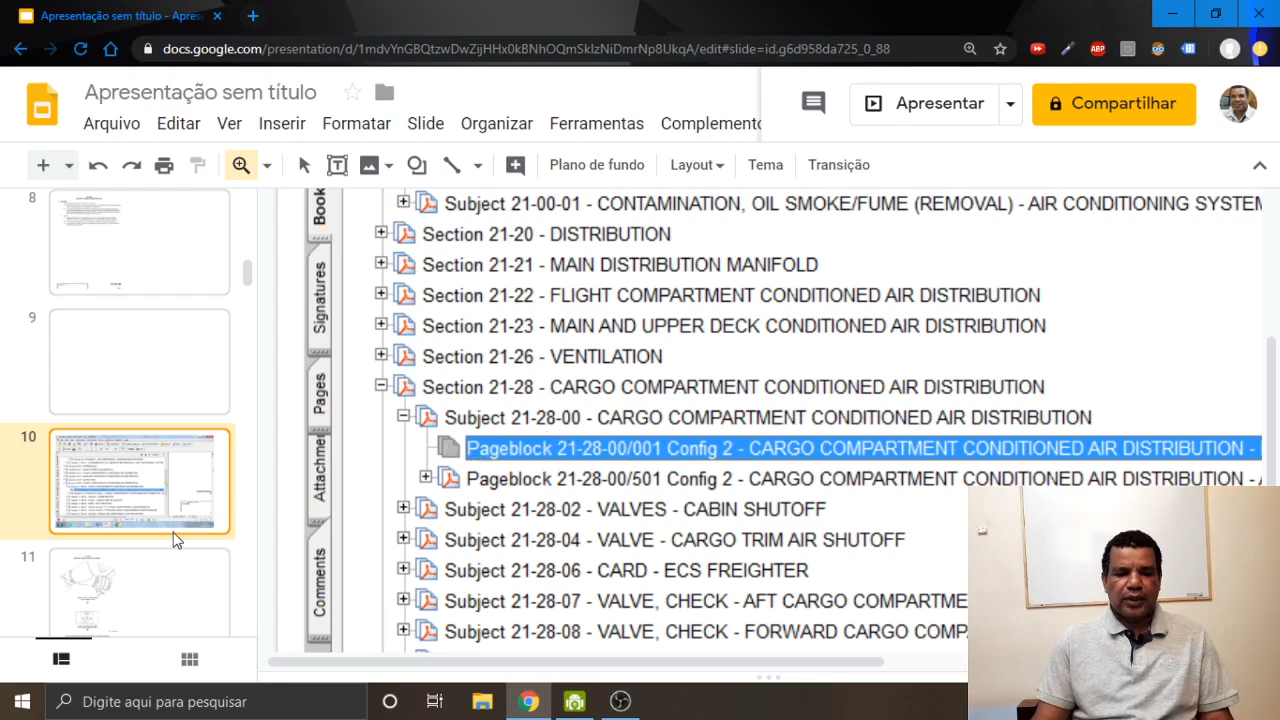 Apresentação sem título - Apres
docs.google.com/presentation/d/1mdvYnGBQtzwDwZijHHx0kBNhOQmSkIzNiDmrNp8UkqA/edit#slide=id.g6d958da725_0_88
ABP
Apresentação sem título
Apresentar
Compartilhar
Arquivo Editar Ver Inserir Formatar Slide Organizar Ferramentas Complemento
Plano de fundo Layout Tema Transição
8
9
10
11
Book
Signatures
Pages
Attachment
Comments
Subject 21-00-01 - CONTAMINATION, OIL SMOKE/FUME (REMOVAL) - AIR CONDITIONING SYSTEM
Section 21-20 - DISTRIBUTION
Section 21-21 - MAIN DISTRIBUTION MANIFOLD
Section 21-22 - FLIGHT COMPARTMENT CONDITIONED AIR DISTRIBUTION
Section 21-23 - MAIN AND UPPER DECK CONDITIONED AIR DISTRIBUTION
Section 21-26 - VENTILATION
Section 21-28 - CARGO COMPARTMENT CONDITIONED AIR DISTRIBUTION
Subject 21-28-00 - CARGO COMPARTMENT CONDITIONED AIR DISTRIBUTION
Pageblock 21-28-00/001 Config 2 - CARGO COMPARTMENT CONDITIONED AIR DISTRIBUTION -
Pageblock 21-28-00/501 Config 2 - CARGO COMPARTMENT CONDITIONED AIR DISTRIBUTION - A
Subject 21-28-02 - VALVES - CABIN SHUTOFF
Subject 21-28-04 - VALVE - CARGO TRIM AIR SHUTOFF
Subject 21-28-06 - CARD - ECS FREIGHTER
Subject 21-28-07 - VALVE, CHECK - AFT CARGO COMPARTME
Subject 21-28-08 - VALVE, CHECK - FORWARD CARGO COMP
Digite aqui para pesquisar